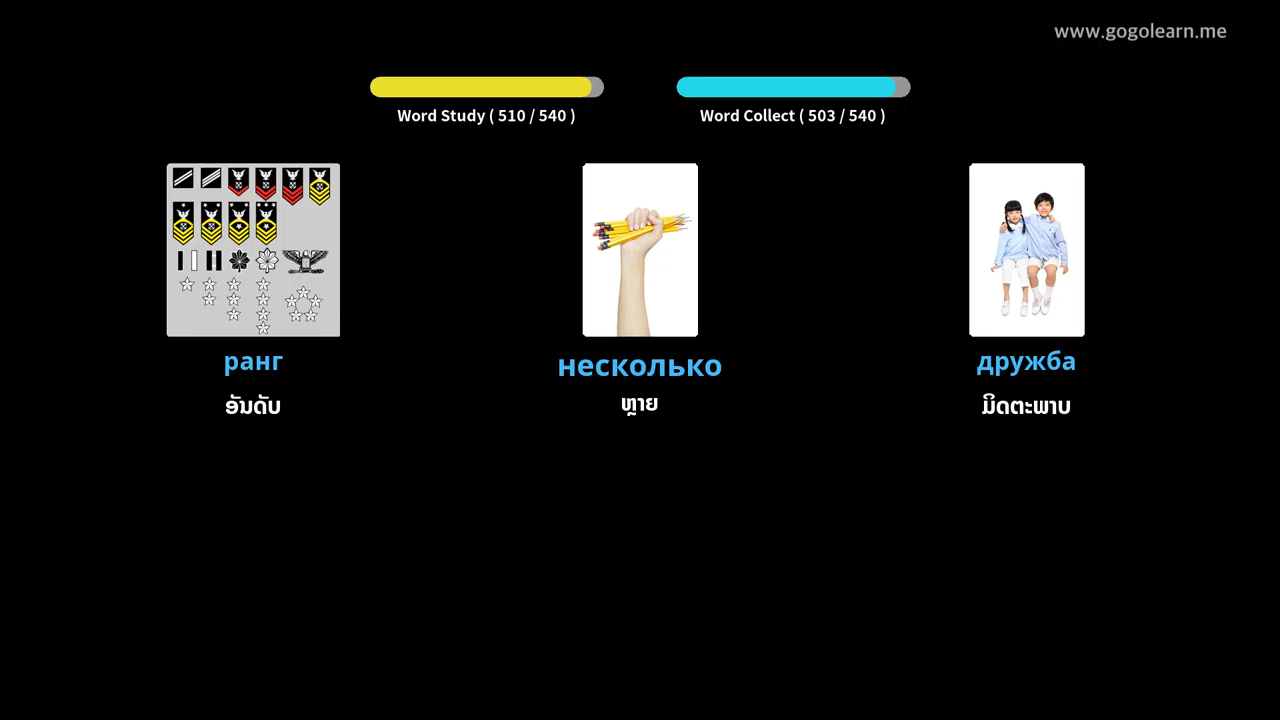 www.gogolearn.me
Word Study ( 510 / 540 )
Word Collect ( 503 / 540 )
ранг
несколько
дружба
ອັນດັບ
ຫຼາຍ
ມິດຕະພາບ